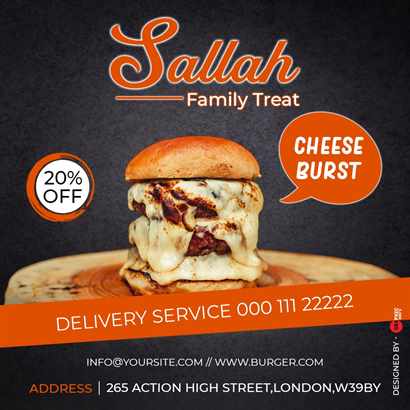 Sallah
Family Treat
CHEESE
BURST
20%
OFF
DELIVERY SERVICE 000 111 22222
INFO@YOURSITE.COM // WWW.BURGER.COM
ADDRESS | 265 ACTION HIGH STREET,LONDON,W39BY
DESIGNED BY -